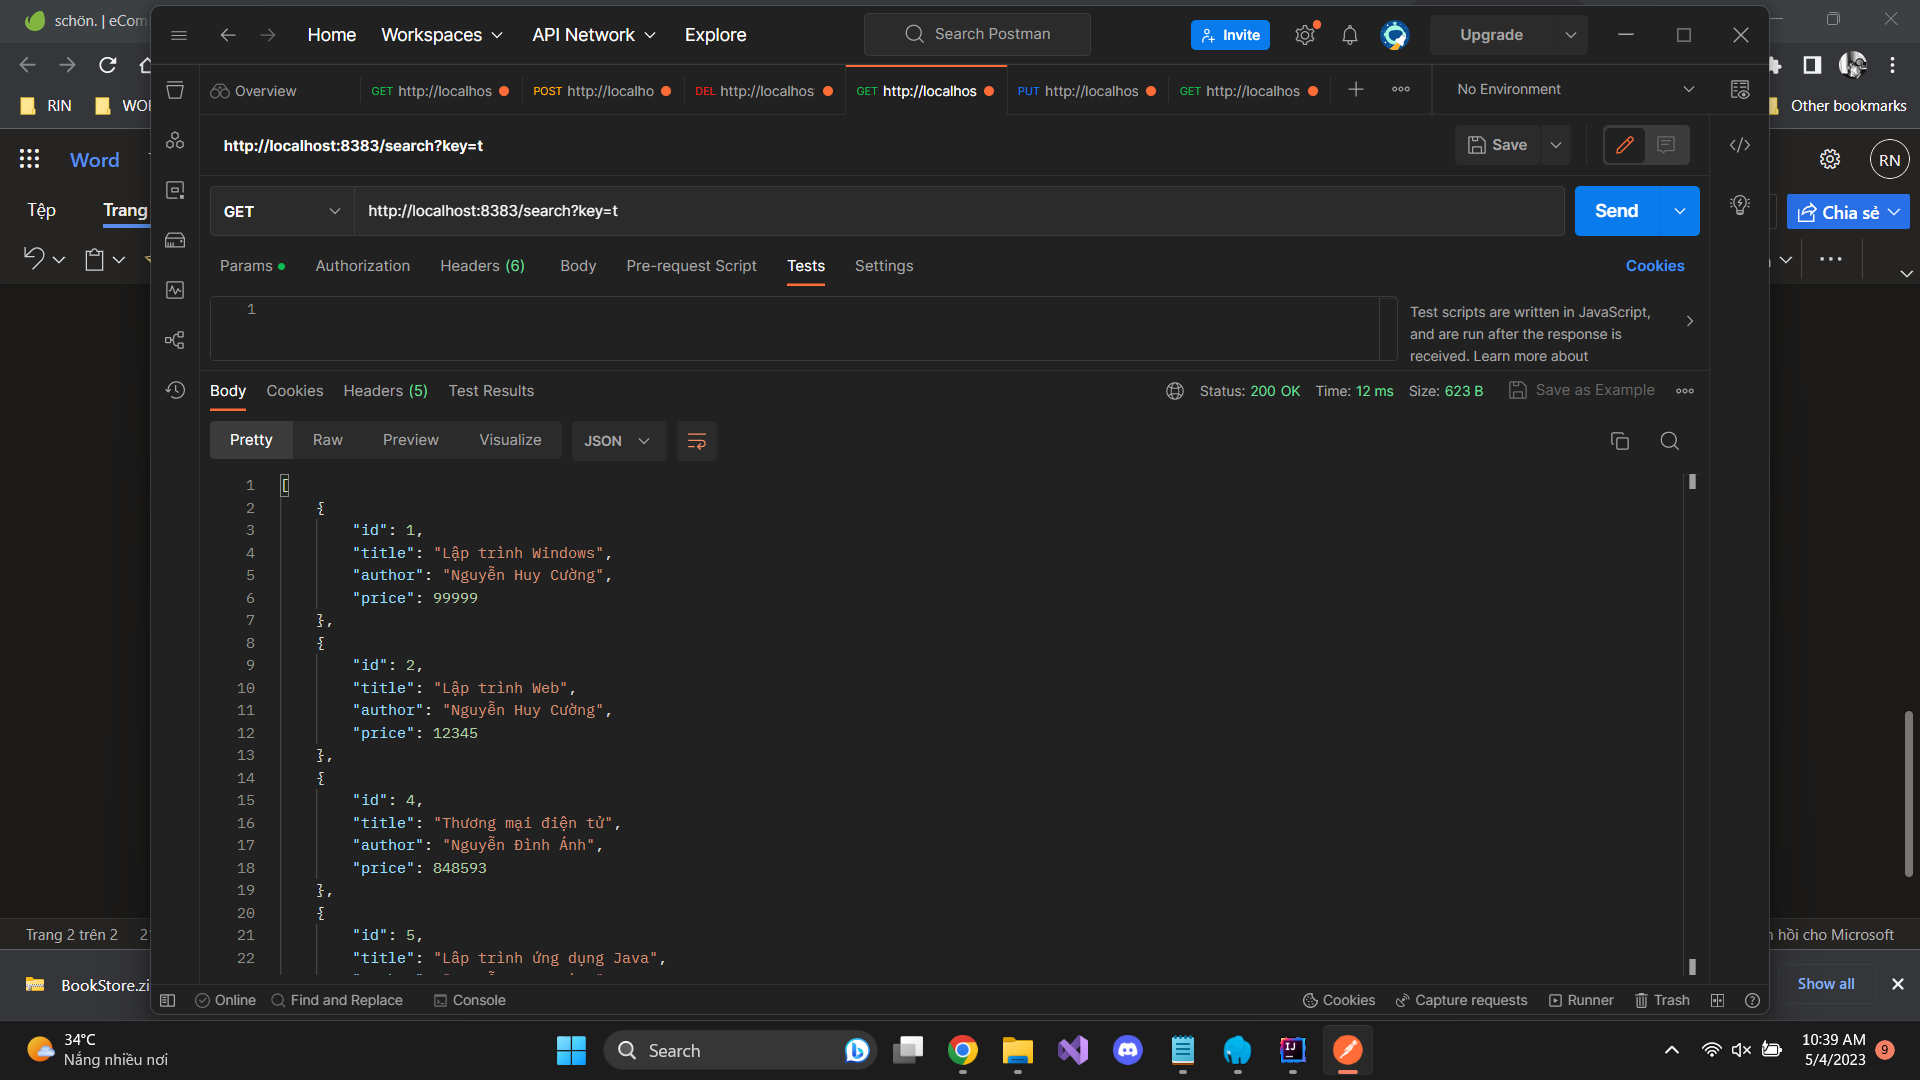 schön. | eCom
Home
Workspaces
API Network
Explore
Search Postman
Invite
Upgrade
RIN
Other bookmarks
Overview
GET http://localhos
POST http://localho
DEL http://localhos
GET http://localhos
PUT http://localhos
GET http://localhos
No Environment
Word
http://localhost:8383/search?key=t
Save
RN
Tệp
Trang
GET
http://localhost:8383/search?key=t
Send
Chia sẻ
Params
Authorization
Headers (6)
Body
Pre-request Script
Tests
Settings
Cookies
1
Test scripts are written in JavaScript,
and are run after the response is
received. Learn more about
Body
Cookies
Headers (5)
Test Results
Status: 200 OK
Time: 12 ms
Size: 623 B
Save as Example
Pretty
Raw
Preview
Visualize
JSON
1 [
2 {
3 "id": 1,
4 "title": "Lập trình Windows",
5 "author": "Nguyễn Huy Cường",
6 "price": 99999
7 },
8 {
9 "id": 2,
10 "title": "Lập trình Web",
11 "author": "Nguyễn Huy Cường",
12 "price": 12345
13 },
14 {
15 "id": 4,
16 "title": "Thương mại điện tử",
17 "author": "Nguyễn Đình Ánh",
18 "price": 848593
19 },
20 {
21 "id": 5,
22 "title": "Lâp trình ứng dụng Java",
Trang 2 trên 2
hồi cho Microsoft
BookStore.zi
Show all
Online
Find and Replace
Console
Cookies
Capture requests
Runner
Trash
34°C
Nắng nhiều nơi
Search
10:39 AM
5/4/2023
9